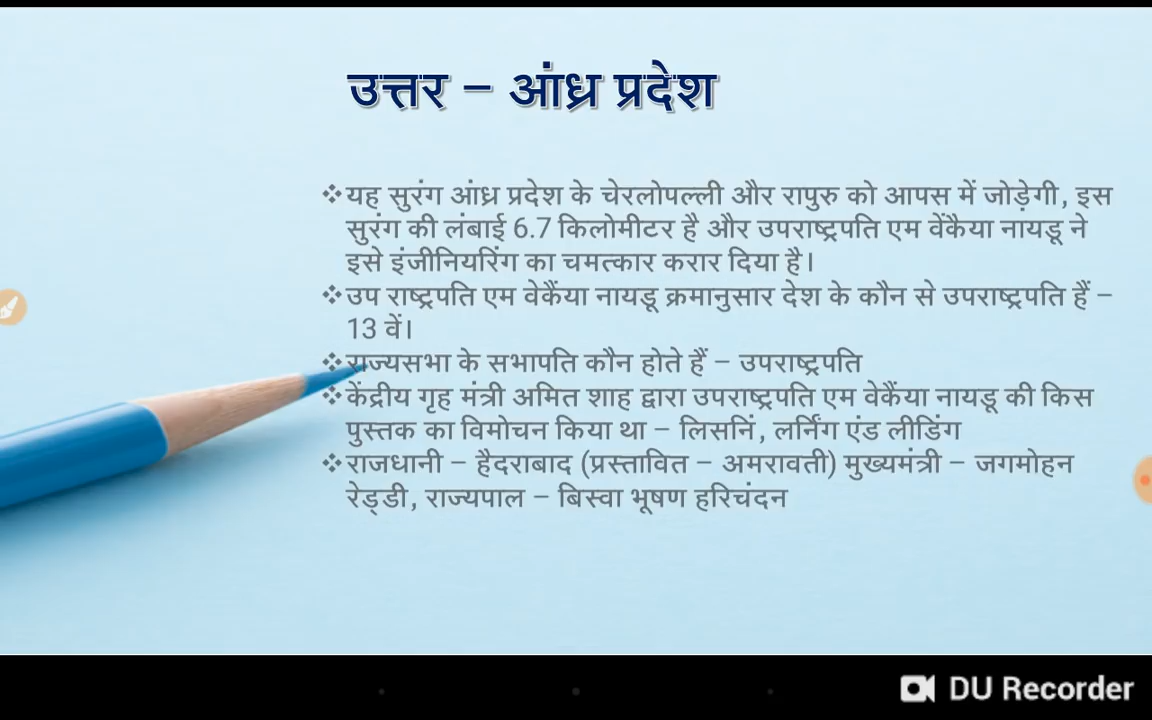 उत्तर – आंध्र प्रदेश
❖यह सुरंग आंध्र प्रदेश के चेरलोपल्ली और रापुरु को आपस में जोड़ेगी, इस
सुरंग की लंबाई 6.7 किलोमीटर है और उपराष्ट्रपति एम वेंकैया नायडू ने
इसे इंजीनियरिंग का चमत्कार करार दिया है।
❖उप राष्ट्रपति एम वेकैंया नायडू क्रमानुसार देश के कौन से उपराष्ट्रपति हैं –
13 वें।
❖राज्यसभा के सभापति कौन होते हैं – उपराष्ट्रपति
❖केंद्रीय गृह मंत्री अमित शाह द्वारा उपराष्ट्रपति एम वेकैंया नायडू की किस
पुस्तक का विमोचन किया था – लिसनिं, लर्निंग एंड लीडिंग
❖राजधानी – हैदराबाद (प्रस्तावित – अमरावती) मुख्यमंत्री – जगमोहन
रेड्डी, राज्यपाल – बिस्वा भूषण हरिचंदन
DU Recorder